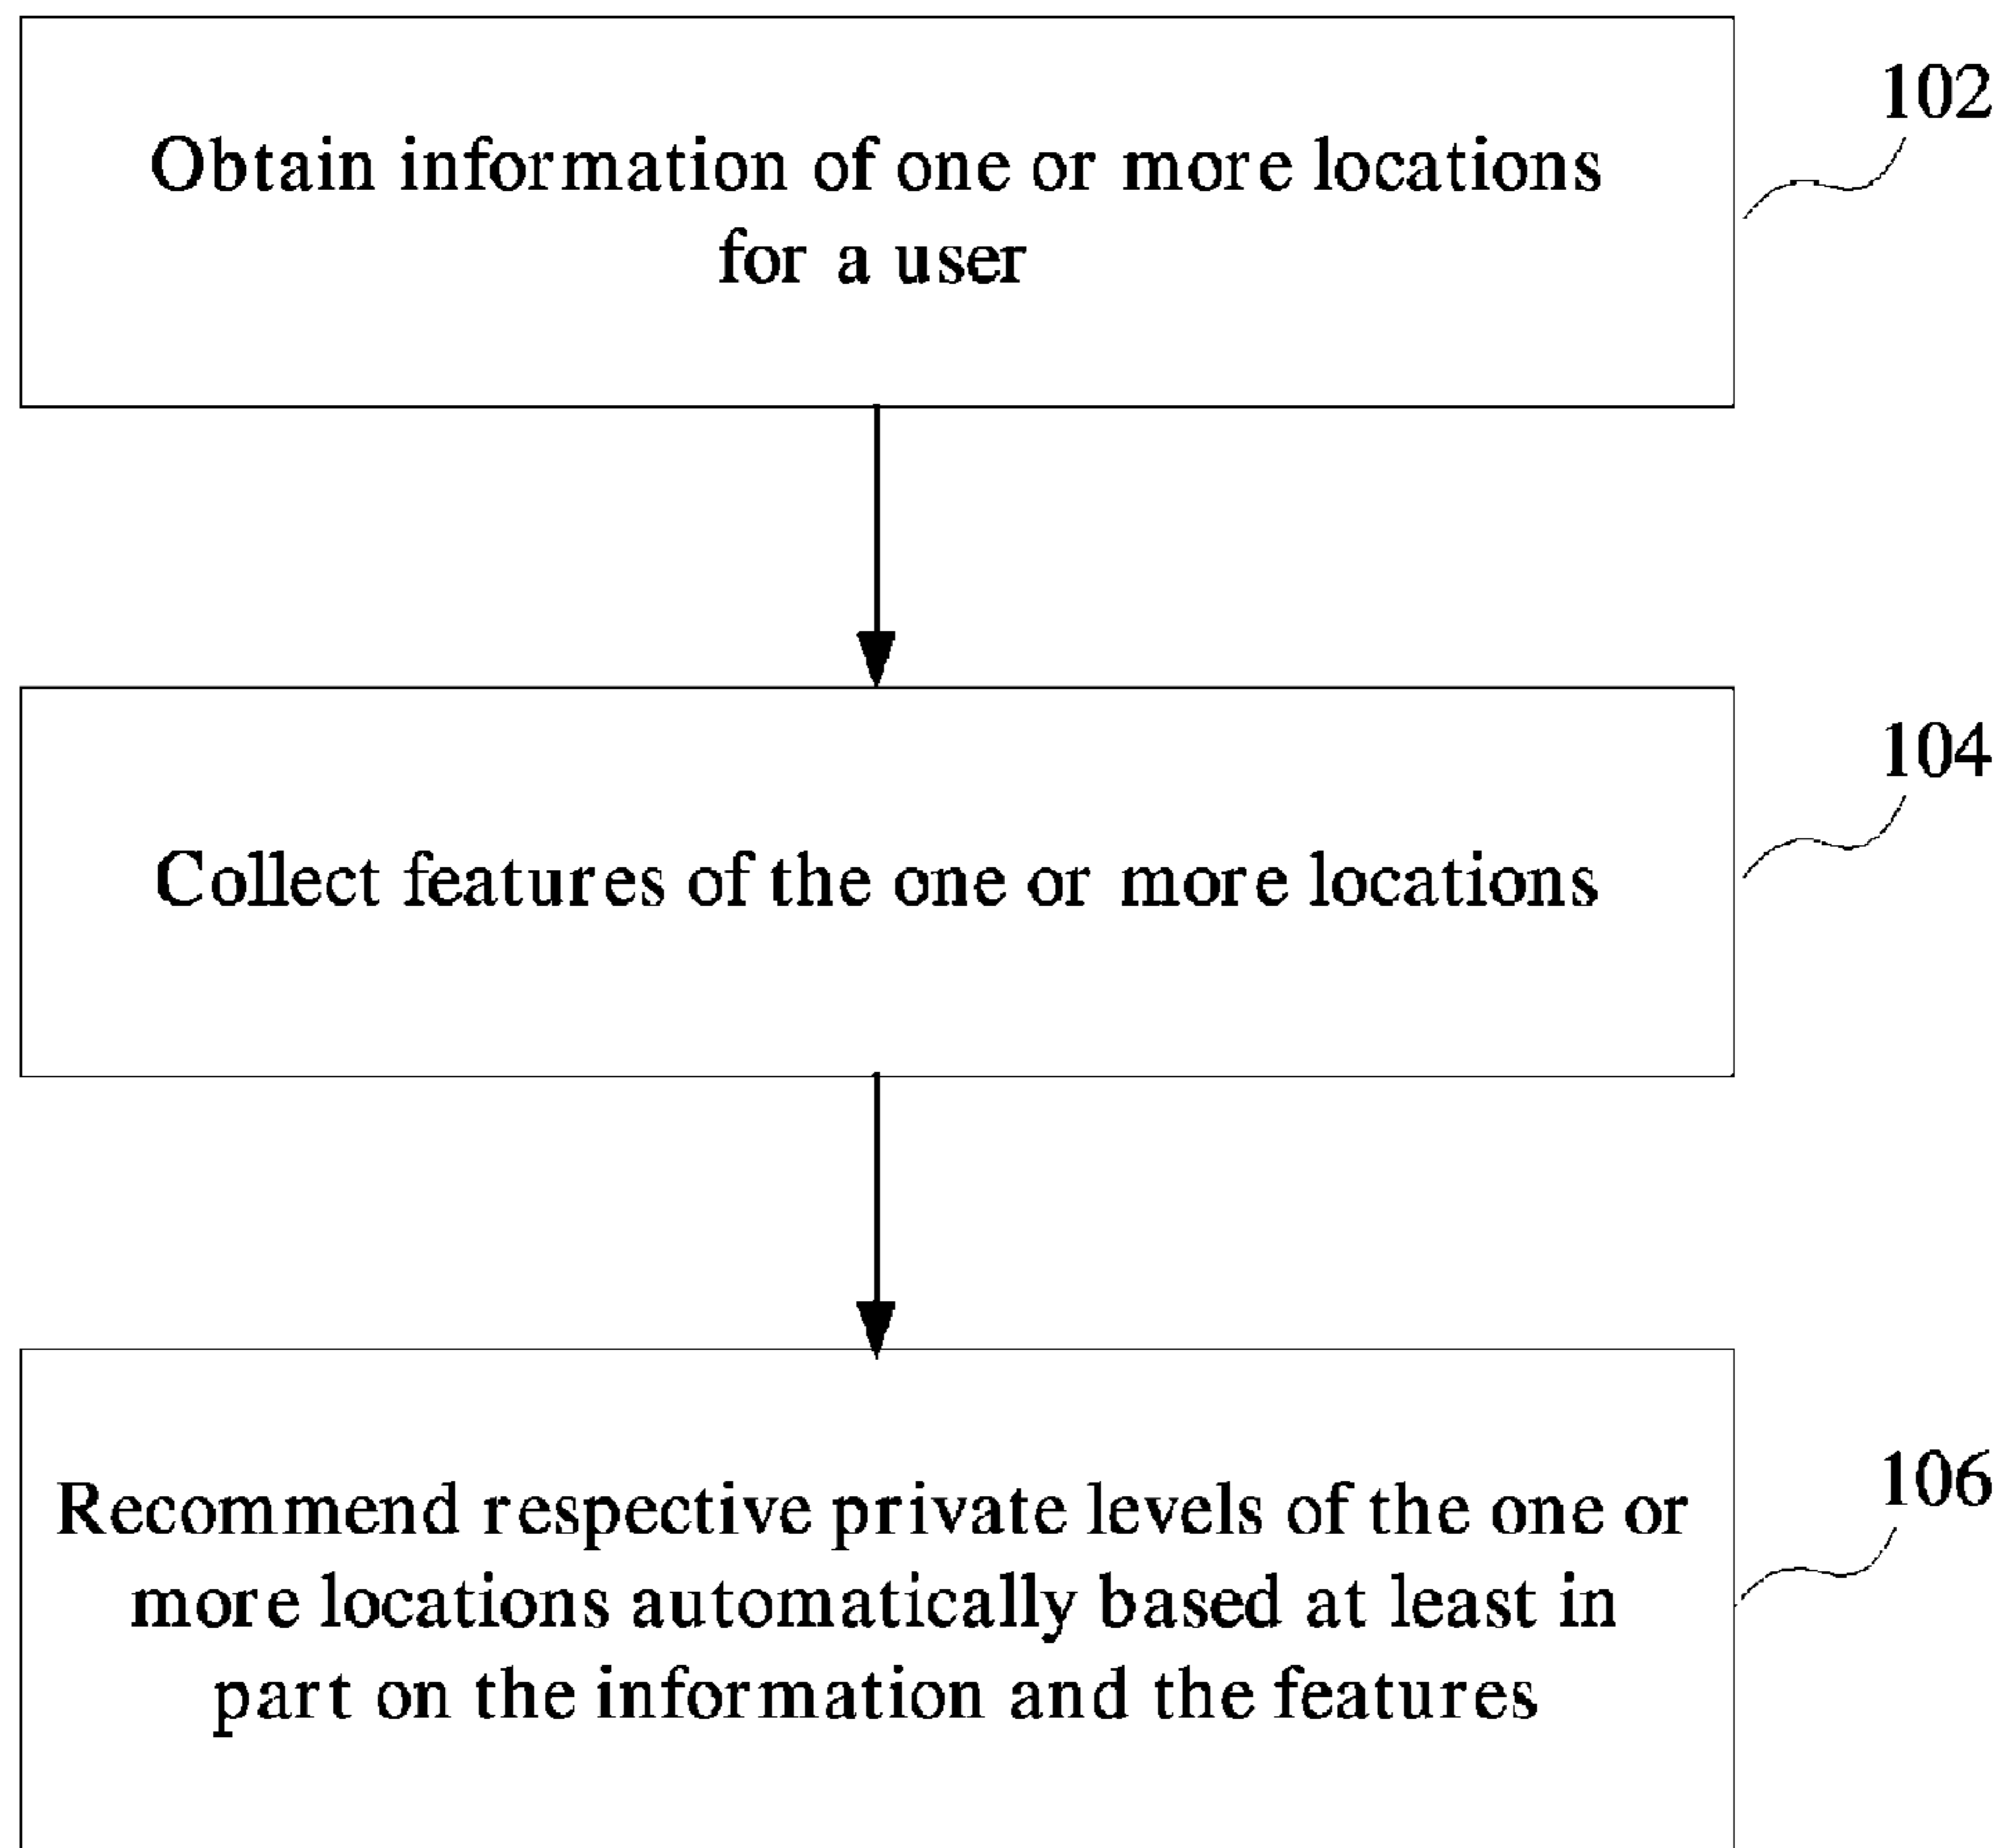 102
Obtain information of one or more locations
for a user
104
Collect features of the one or more locations
106
Recommend respective private levels of the one or
more locations automatically based at least in
part on the information and the features